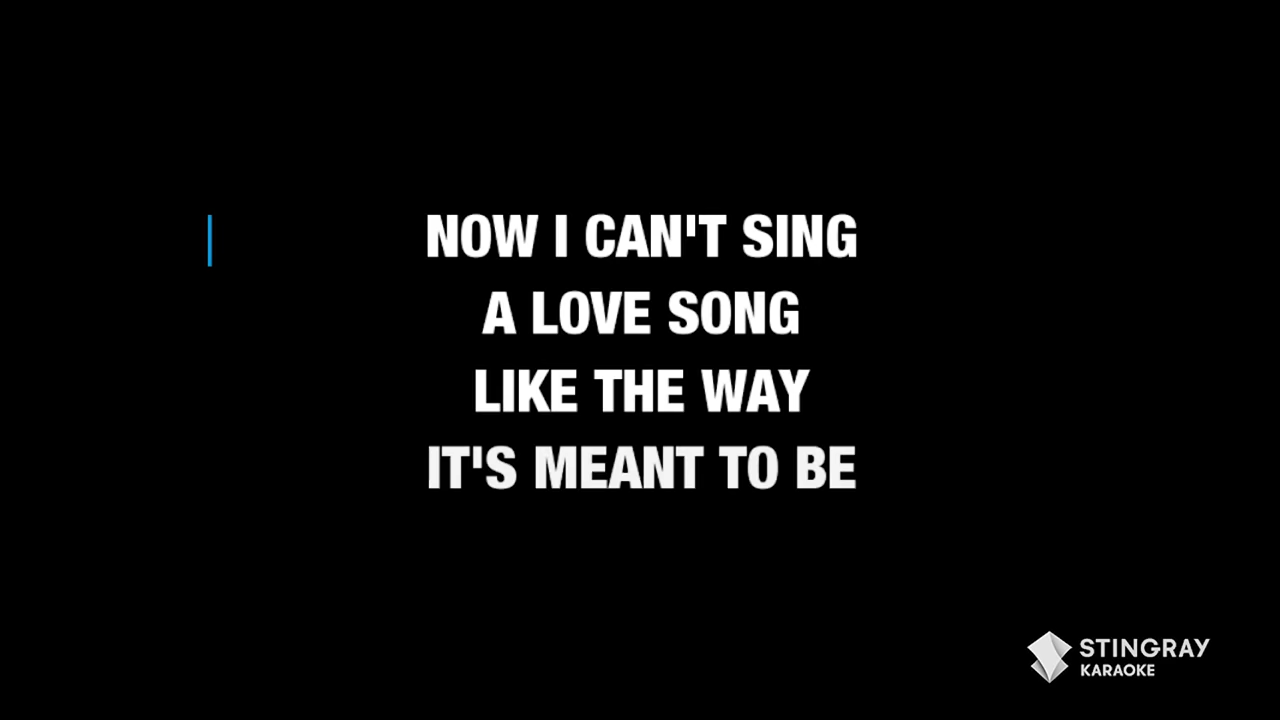 NOW I CAN'T SING
A LOVE SONG
LIKE THE WAY
IT'S MEANT TO BE
STINGRAY
KARAOKE